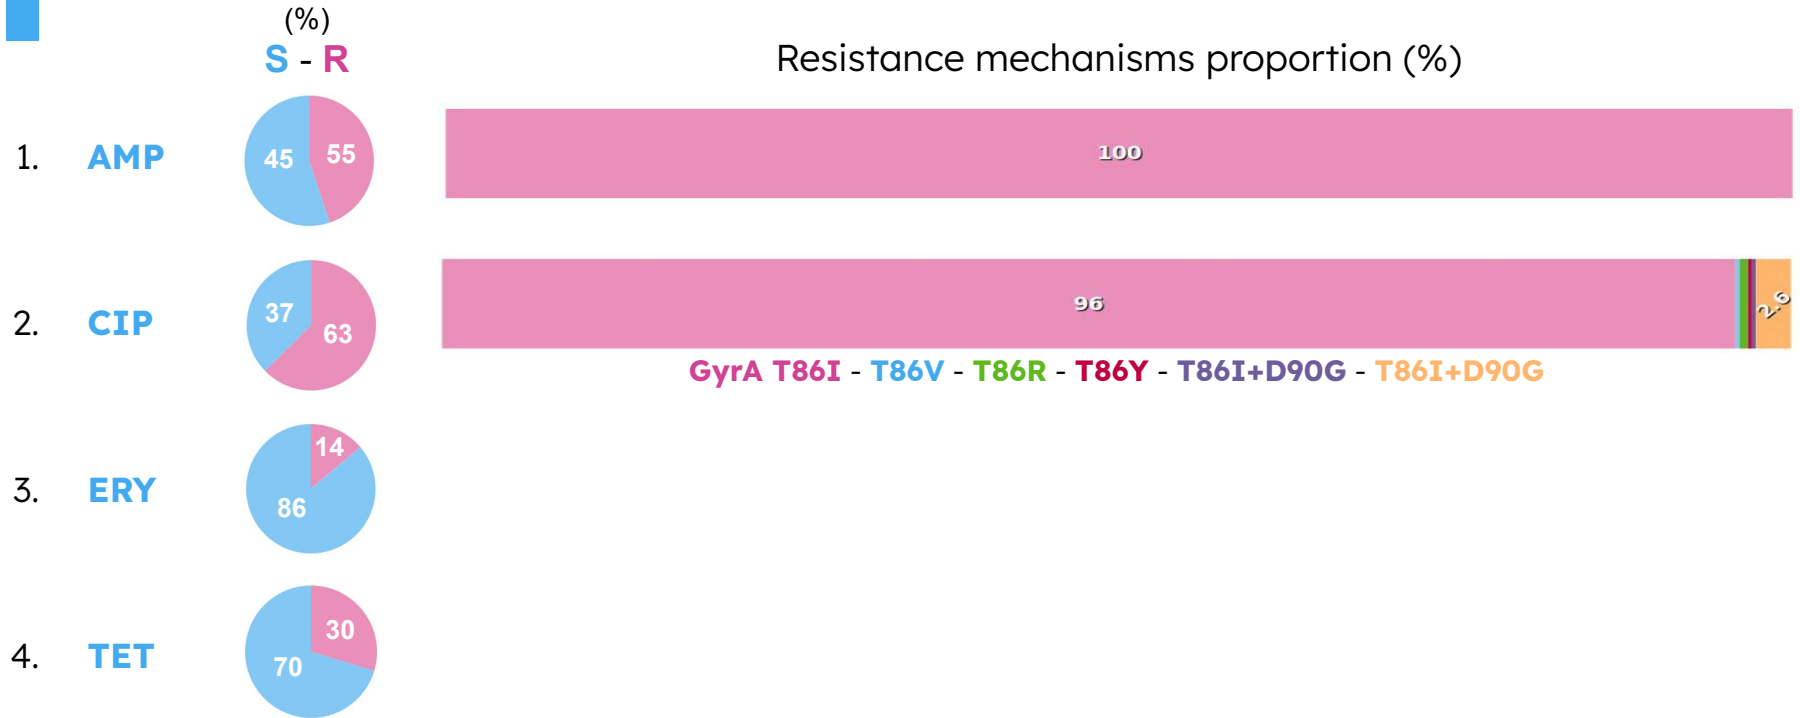 (%)
S - R
Resistance mechanisms proportion (%)
1. AMP
45 55
100
2. CIP
37 63
96 2.6
GyrA T86I - T86V - T86R - T86Y - T86I+D90G - T86I+D90G
3. ERY
14
86
4. TET
30
70